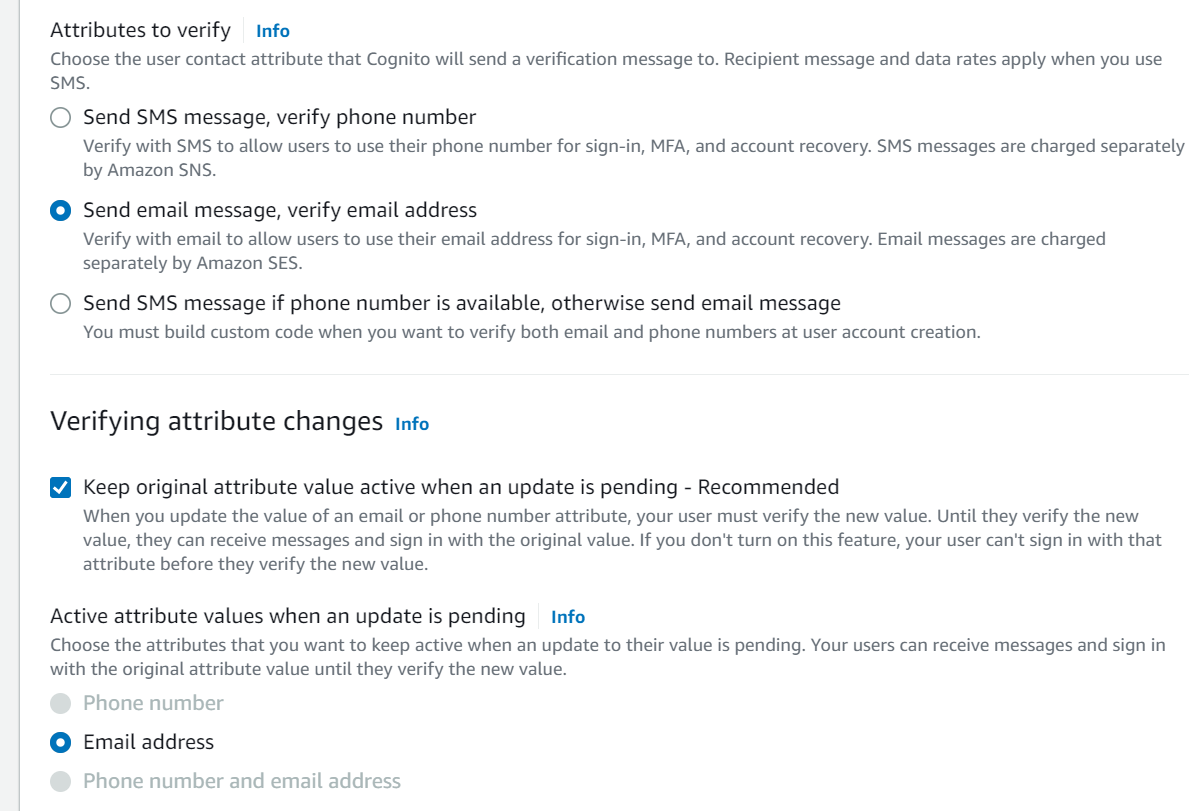 Attributes to verify Info
Choose the user contact attribute that Cognito will send a verification message to. Recipient message and data rates apply when you use
SMS.
Send SMS message, verify phone number
Verify with SMS to allow users to use their phone number for sign-in, MFA, and account recovery. SMS messages are charged separately
by Amazon SNS.
Send email message, verify email address
Verify with email to allow users to use their email address for sign-in, MFA, and account recovery. Email messages are charged
separately by Amazon SES.
Send SMS message if phone number is available, otherwise send email message
You must build custom code when you want to verify both email and phone numbers at user account creation.
Verifying attribute changes Info
Keep original attribute value active when an update is pending - Recommended
When you update the value of an email or phone number attribute, your user must verify the new value. Until they verify the new
value, they can receive messages and sign in with the original value. If you don't turn on this feature, your user can't sign in with that
attribute before they verify the new value.
Active attribute values when an update is pending Info
Choose the attributes that you want to keep active when an update to their value is pending. Your users can receive messages and sign in
with the original attribute value until they verify the new value.
Phone number
Email address
Phone number and email address